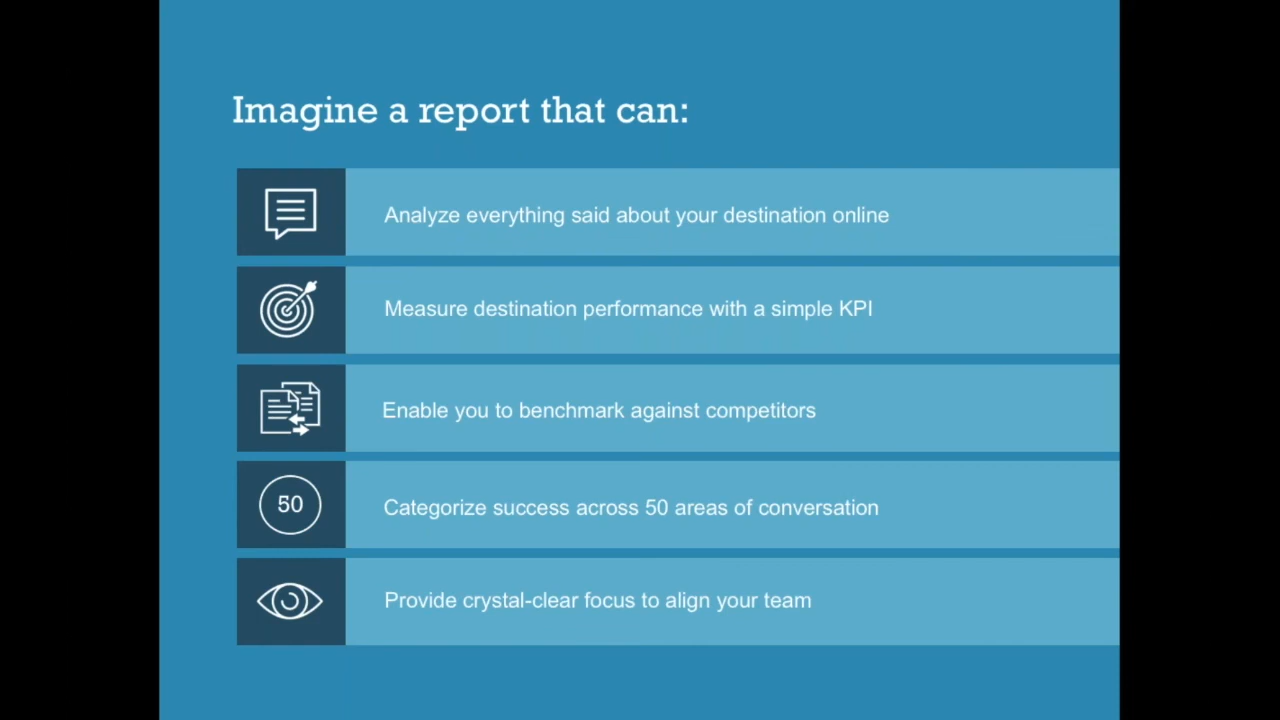 Imagine a report that can:
Analyze everything said about your destination online
Measure destination performance with a simple KPI
Enable you to benchmark against competitors
50
Categorize success across 50 areas of conversation
Provide crystal-clear focus to align your team